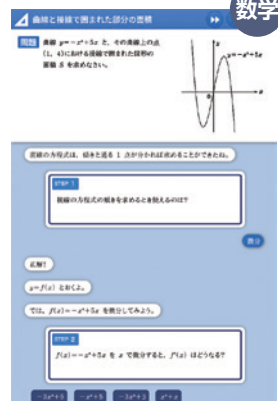 数学
曲線と接線で囲まれた部分の面積
問題 曲線 y=-x³+5x と、その曲線上の点
(1, 4)における接線で囲まれた図形の
面積 S を求めなさい。
y=-x³+5x
x
0
接線の方程式は、傾きと通る 1 点が分かれば求めることができたね。
STEP 1
接線の方程式の傾きを求めるとき使えるのは?
微分
正解!
y=f(x) とおくよ。
では、f(x)=-x³+5x を微分してみよう。
STEP 2
f(x)=-x³+5x を x で微分すると、f'(x) はどうなる?
-3x²+5
-x²+5